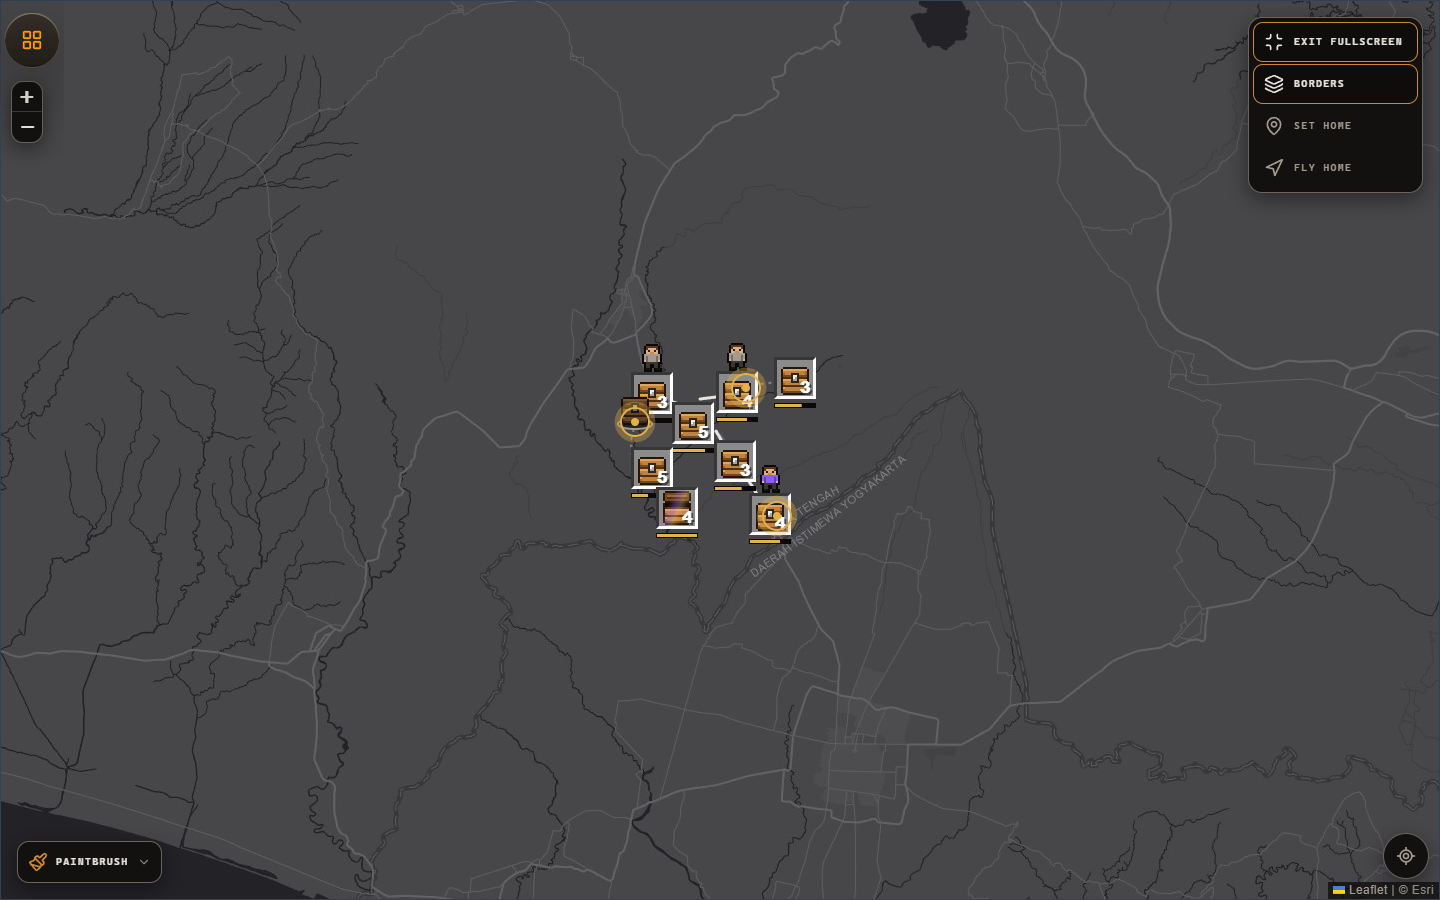 EXIT FULLSCREEN
BORDERS
SET HOME
FLY HOME
+
−
3
4
3
5
3
5
4
4
TENGAH
DAERAH ISTIMEWA YOGYAKARTA
PAINTBRUSH
Leaflet | © Esri